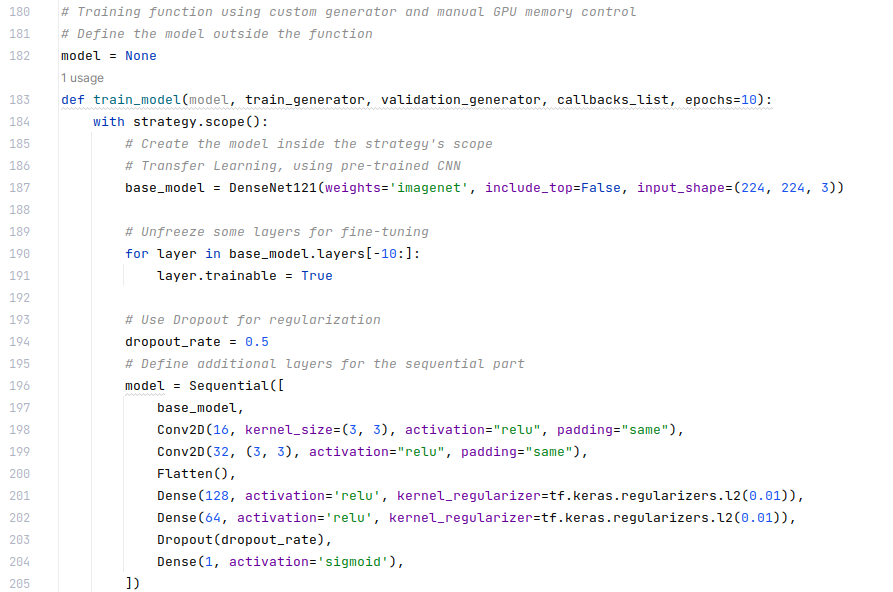 180 # Training function using custom generator and manual GPU memory control
181 # Define the model outside the function
182 model = None
1 usage
183 def train_model(model, train_generator, validation_generator, callbacks_list, epochs=10):
184     with strategy.scope():
185         # Create the model inside the strategy's scope
186         # Transfer Learning, using pre-trained CNN
187         base_model = DenseNet121(weights='imagenet', include_top=False, input_shape=(224, 224, 3))
188
189         # Unfreeze some layers for fine-tuning
190         for layer in base_model.layers[-10:]:
191             layer.trainable = True
192
193         # Use Dropout for regularization
194         dropout_rate = 0.5
195         # Define additional layers for the sequential part
196         model = Sequential([
197             base_model,
198             Conv2D(16, kernel_size=(3, 3), activation="relu", padding="same"),
199             Conv2D(32, (3, 3), activation="relu", padding="same"),
200             Flatten(),
201             Dense(128, activation='relu', kernel_regularizer=tf.keras.regularizers.l2(0.01)),
202             Dense(64, activation='relu', kernel_regularizer=tf.keras.regularizers.l2(0.01)),
203             Dropout(dropout_rate),
204             Dense(1, activation='sigmoid'),
205         ])